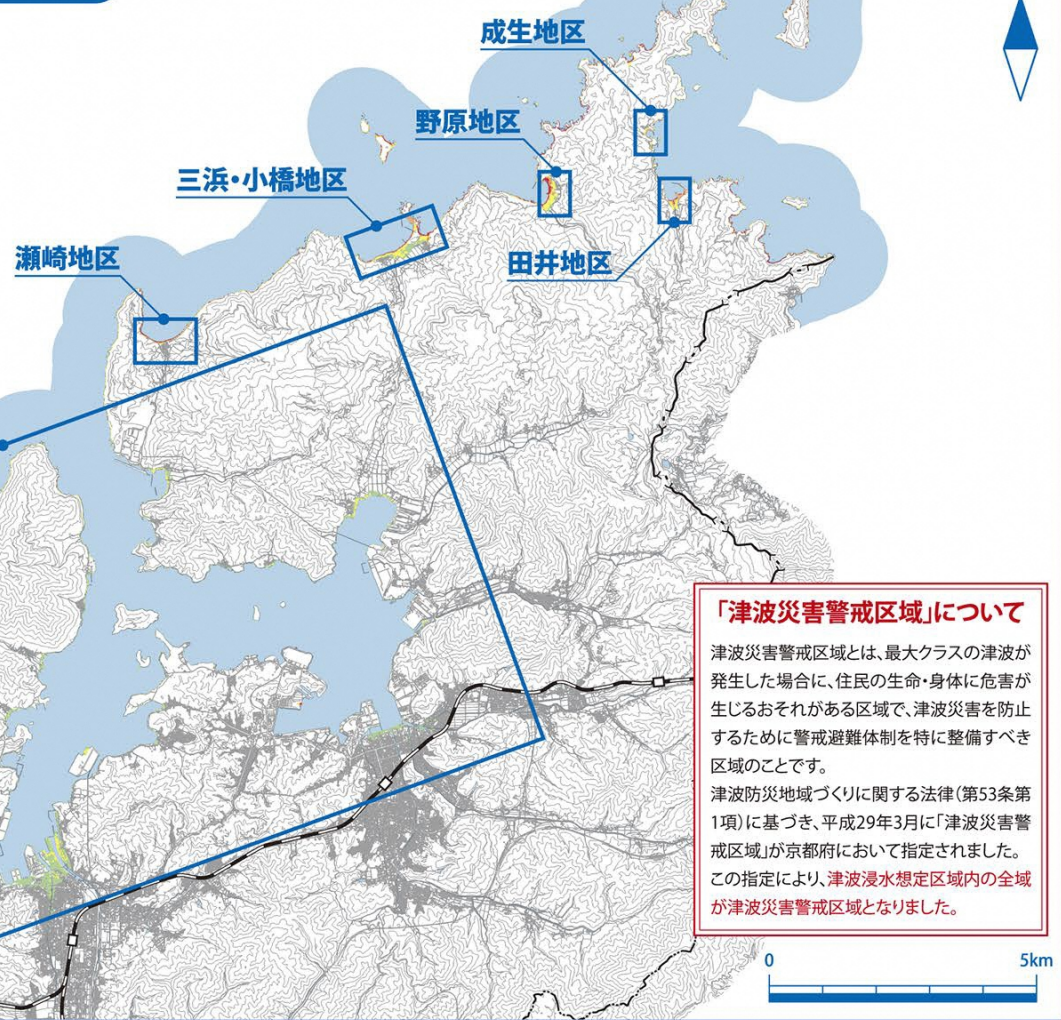 成生地区
野原地区
三浜・小橋地区
瀬崎地区
田井地区
「津波災害警戒区域」について
津波災害警戒区域とは、最大クラスの津波が
発生した場合に、住民の生命・身体に危害が
生じるおそれがある区域で、津波災害を防止
するために警戒避難体制を特に整備すべき
区域のことです。
津波防災地域づくりに関する法律（第53条第
1項）に基づき、平成29年3月に「津波災害警
戒区域」が京都府において指定されました。
この指定により、津波浸水想定区域内の全域
が津波災害警戒区域となりました。
0 5km